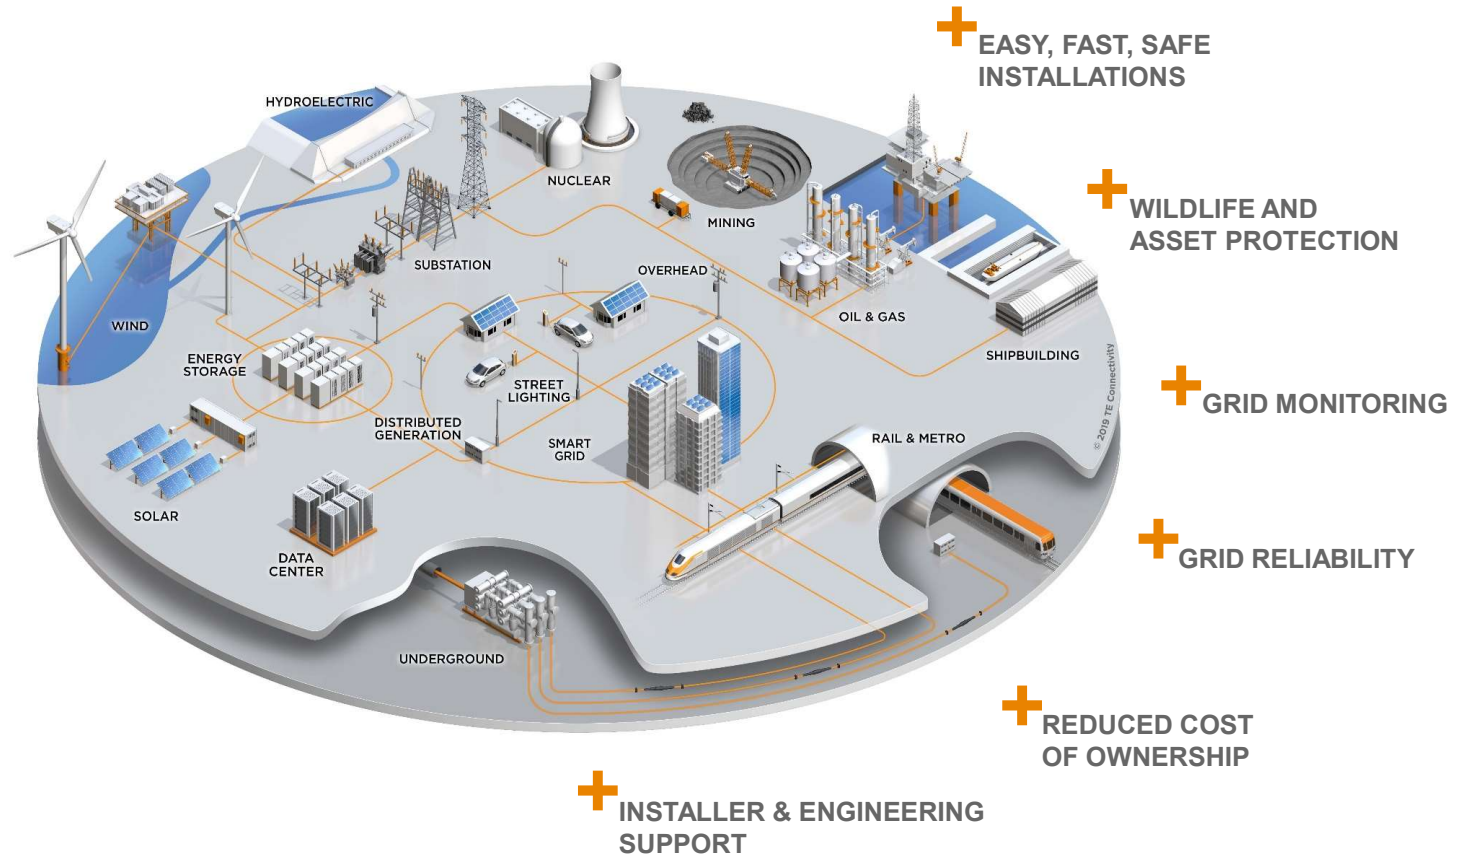 EASY, FAST, SAFE
INSTALLATIONS
HYDROELECTRIC
NUCLEAR
MINING
WILDLIFE AND
ASSET PROTECTION
SUBSTATION
OVERHEAD
OIL & GAS
WIND
SHIPBUILDING
ENERGY
STORAGE
STREET
LIGHTING
© 2019 TE Connectivity
GRID MONITORING
DISTRIBUTED
GENERATION
SMART
GRID
RAIL & METRO
SOLAR
DATA
CENTER
GRID RELIABILITY
UNDERGROUND
REDUCED COST
OF OWNERSHIP
INSTALLER & ENGINEERING
SUPPORT